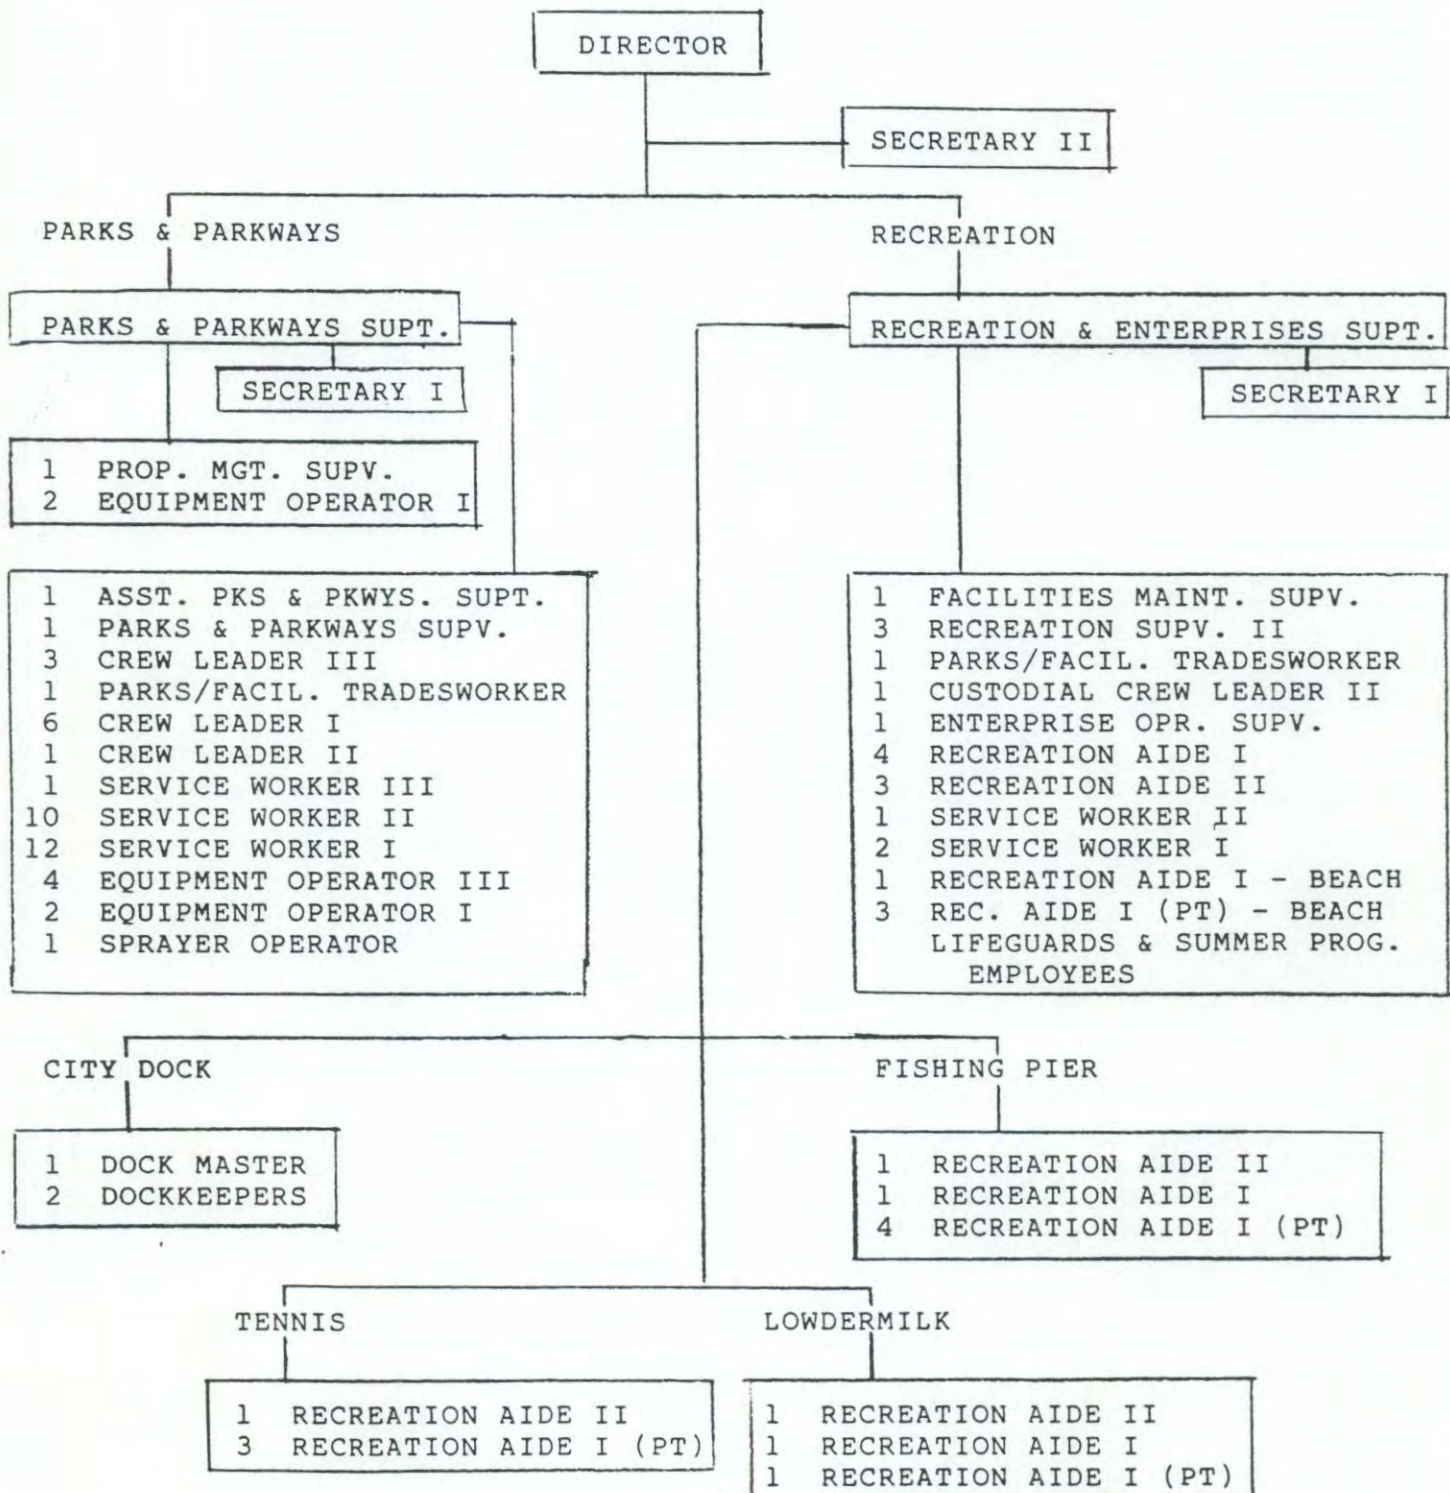 DIRECTOR
SECRETARY II
PARKS & PARKWAYS
RECREATION
PARKS & PARKWAYS SUPT.
RECREATION & ENTERPRISES SUPT.
SECRETARY I
SECRETARY I
1 PROP. MGT. SUPV.
2 EQUIPMENT OPERATOR I
1 ASST. PKS & PKWYS. SUPT.
1 PARKS & PARKWAYS SUPV.
3 CREW LEADER III
1 PARKS/FACIL. TRADESWORKER
6 CREW LEADER I
1 CREW LEADER II
1 SERVICE WORKER III
10 SERVICE WORKER II
12 SERVICE WORKER I
4 EQUIPMENT OPERATOR III
2 EQUIPMENT OPERATOR I
1 SPRAYER OPERATOR
1 FACILITIES MAINT. SUPV.
3 RECREATION SUPV. II
1 PARKS/FACIL. TRADESWORKER
1 CUSTODIAL CREW LEADER II
1 ENTERPRISE OPR. SUPV.
4 RECREATION AIDE I
3 RECREATION AIDE II
1 SERVICE WORKER II
2 SERVICE WORKER I
1 RECREATION AIDE I - BEACH
3 REC. AIDE I (PT) - BEACH
LIFEGUARDS & SUMMER PROG.
EMPLOYEES
CITY DOCK
FISHING PIER
1 DOCK MASTER
2 DOCKKEEPERS
1 RECREATION AIDE II
1 RECREATION AIDE I
4 RECREATION AIDE I (PT)
TENNIS
LOWDERMILK
1 RECREATION AIDE II
3 RECREATION AIDE I (PT)
1 RECREATION AIDE II
1 RECREATION AIDE I
1 RECREATION AIDE I (PT)